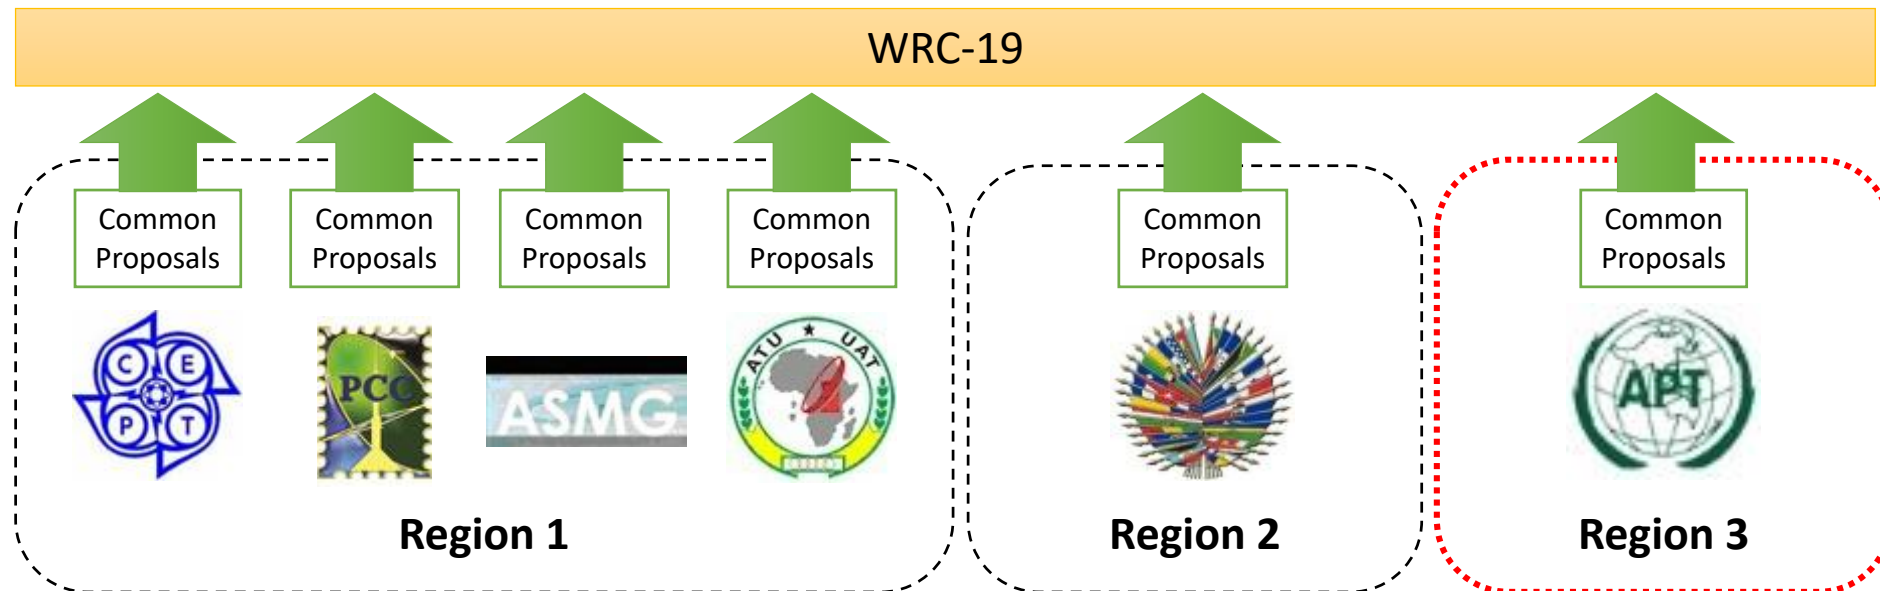 WRC-19
Common
Proposals
Common
Proposals
Common
Proposals
Common
Proposals
Common
Proposals
Common
Proposals
C E
P T
PCC
ASMG
ATU ★ UAT
APT
Region 1
Region 2
Region 3